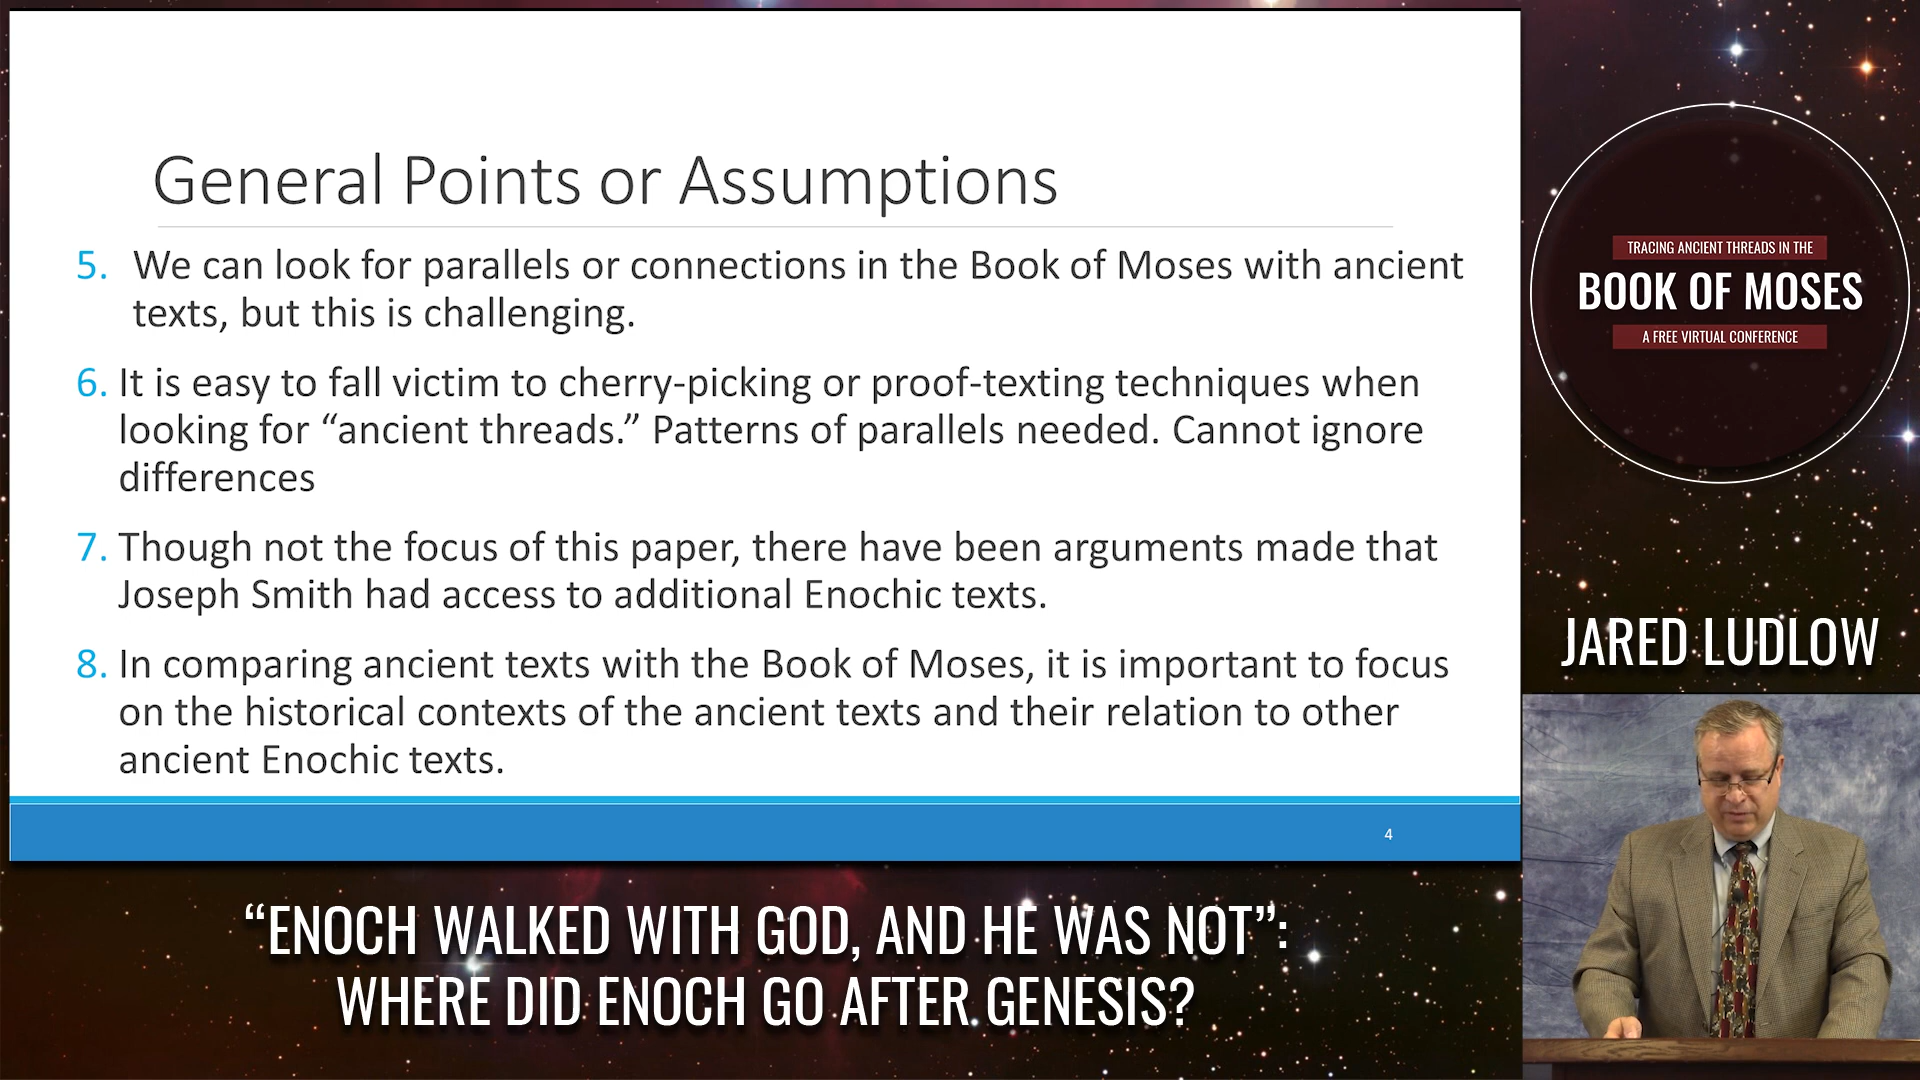 General Points or Assumptions
5. We can look for parallels or connections in the Book of Moses with ancient
texts, but this is challenging.
6. It is easy to fall victim to cherry-picking or proof-texting techniques when
looking for “ancient threads.” Patterns of parallels needed. Cannot ignore
differences
7. Though not the focus of this paper, there have been arguments made that
Joseph Smith had access to additional Enochic texts.
8. In comparing ancient texts with the Book of Moses, it is important to focus
on the historical contexts of the ancient texts and their relation to other
ancient Enochic texts.
4
“ENOCH WALKED WITH GOD, AND HE WAS NOT”:
WHERE DID ENOCH GO AFTER GENESIS?
TRACING ANCIENT THREADS IN THE
BOOK OF MOSES
A FREE VIRTUAL CONFERENCE
JARED LUDLOW